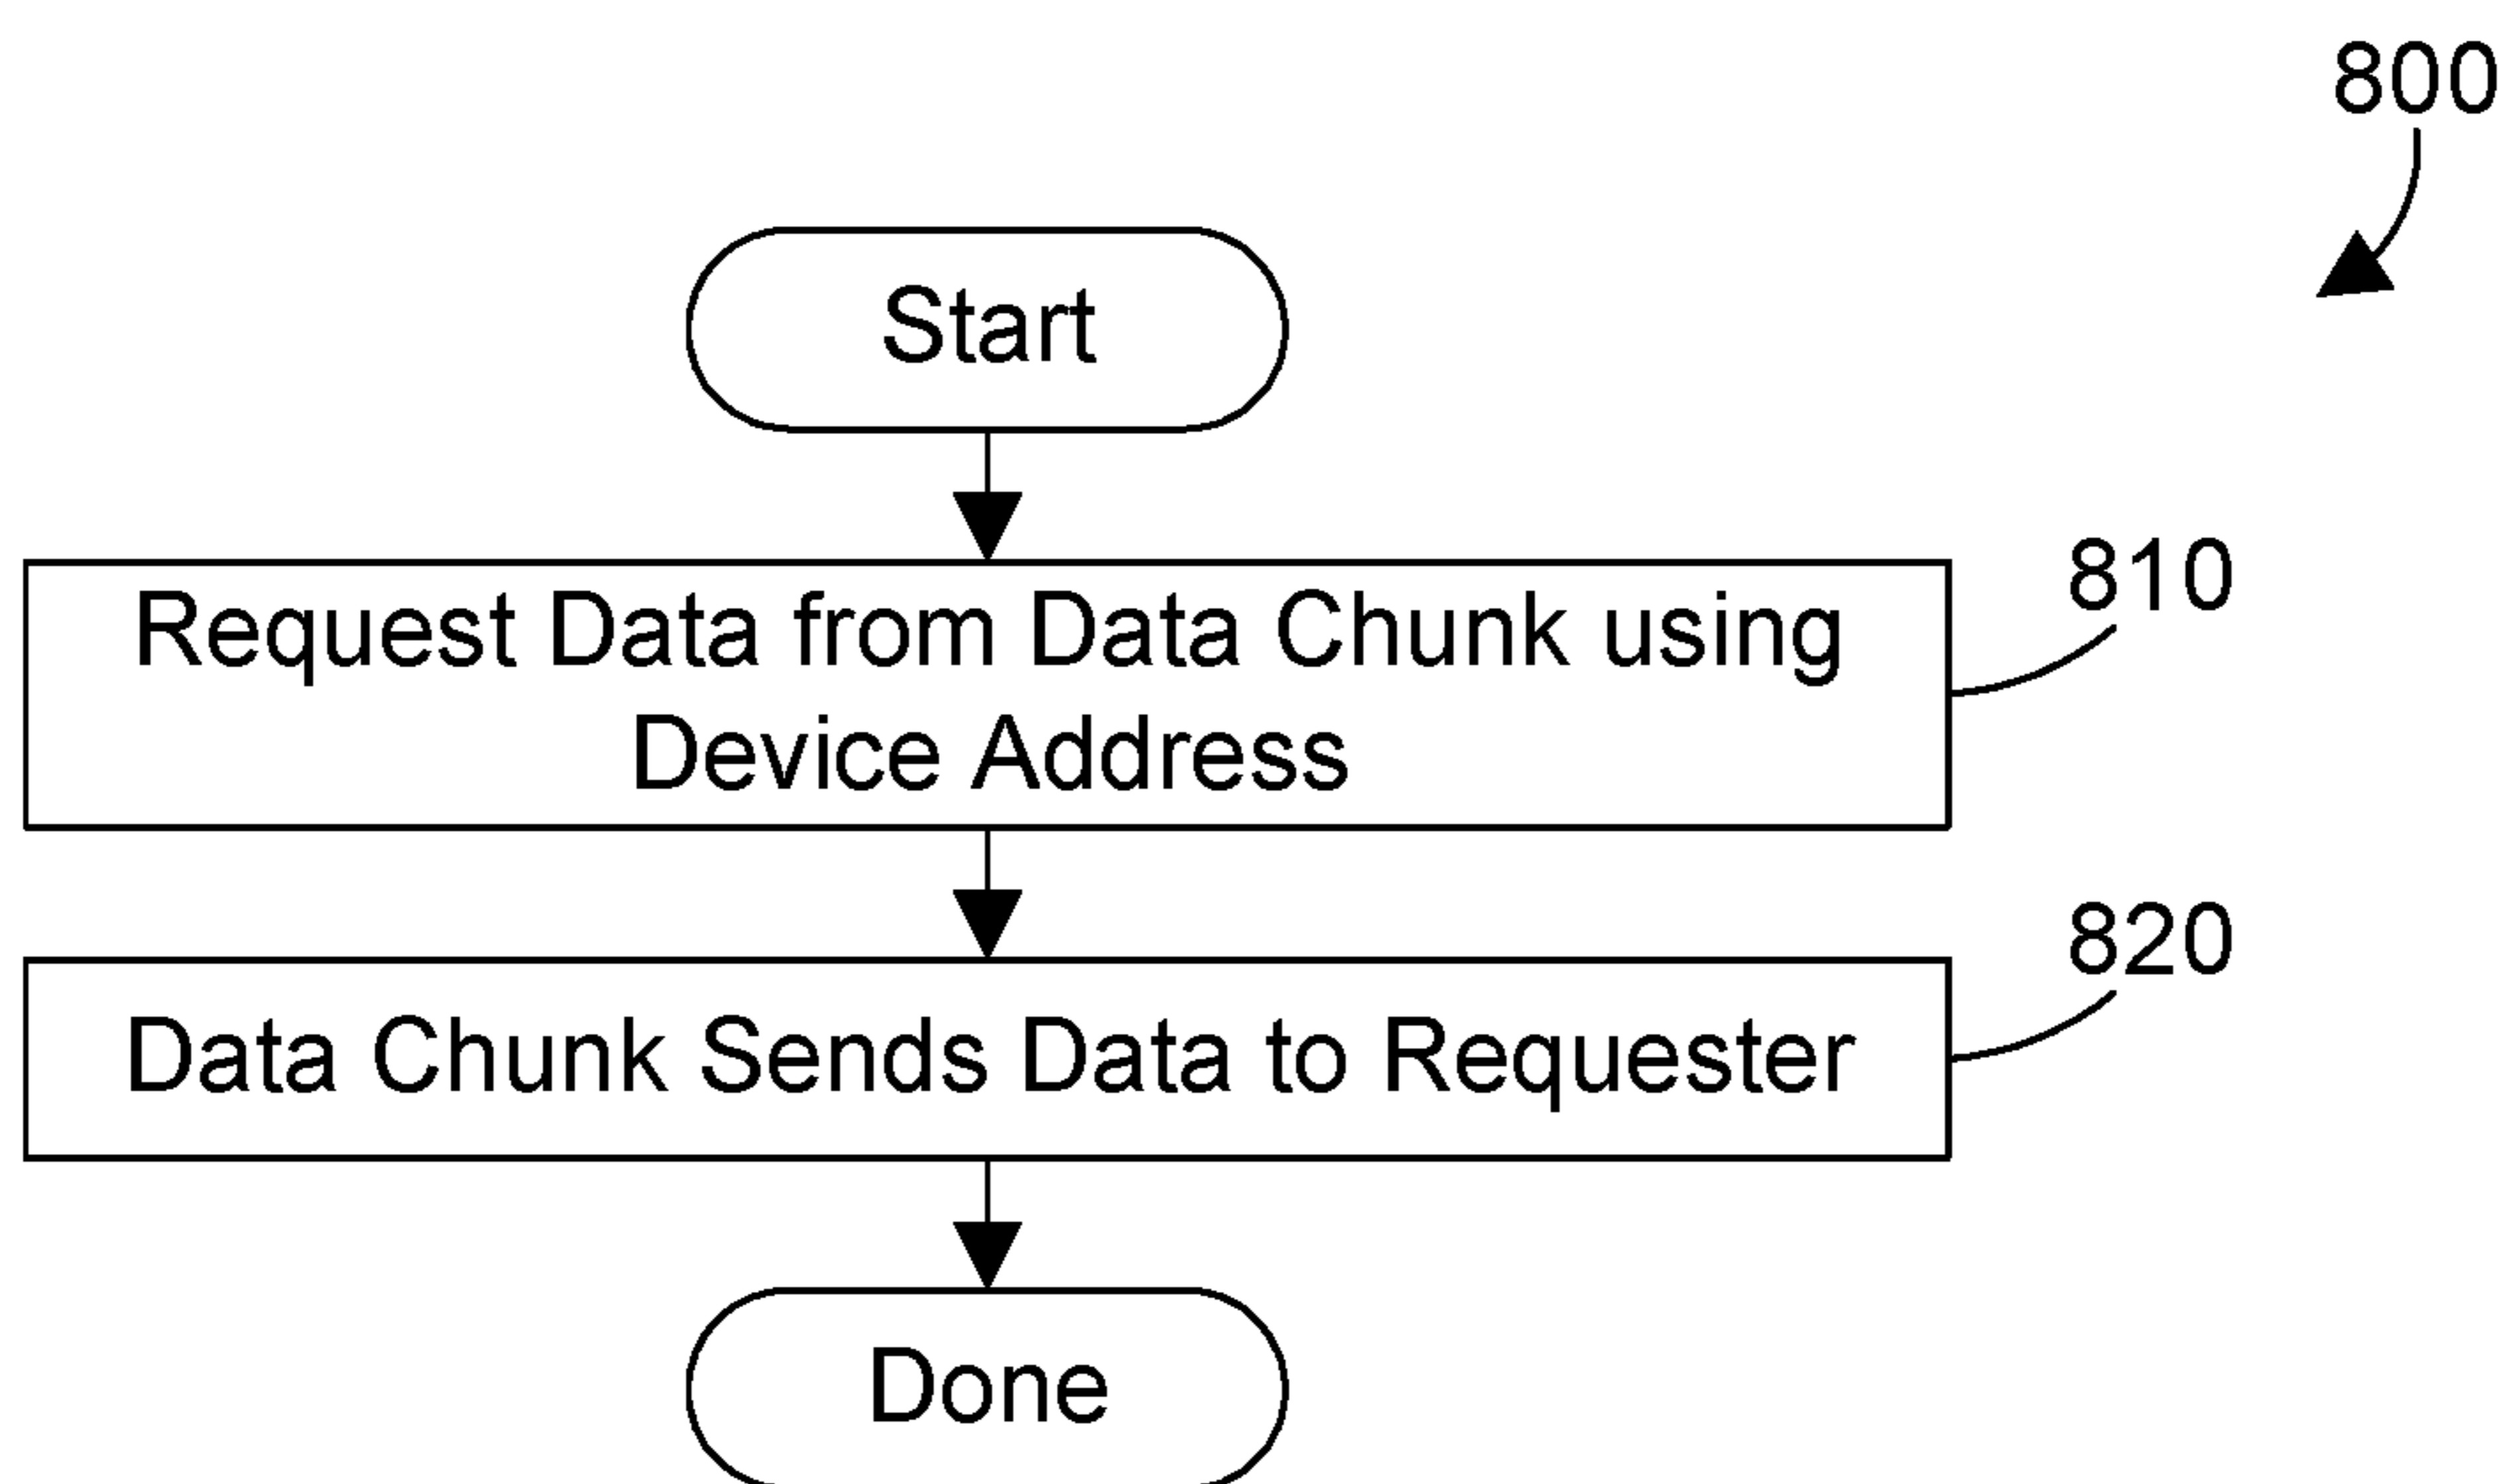 800
Start
810
Request Data from Data Chunk using
Device Address
820
Data Chunk Sends Data to Requester
Done